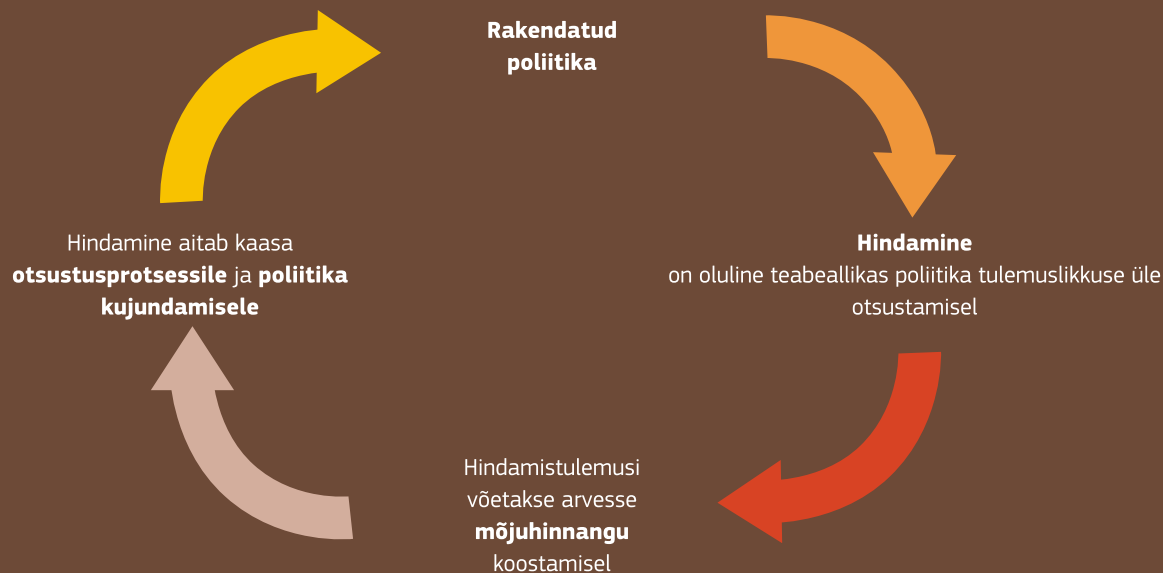 Rakendatud
poliitika
Hindamine
on oluline teabeallikas poliitika tulemuslikkuse üle
otsustamisel
Hindamistulemusi
võetakse arvesse
mõjuhinnangu
koostamisel
Hindamine aitab kaasa
otsustusprotsessile ja poliitika
kujundamisele